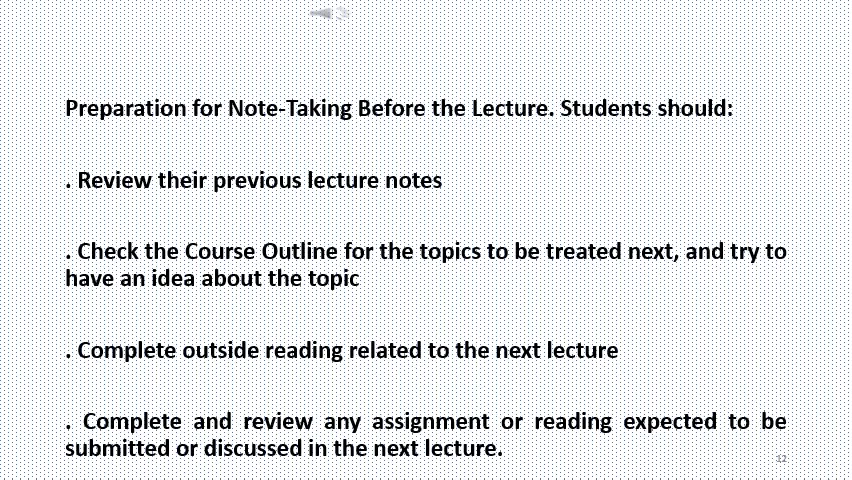 Preparation for Note-Taking Before the Lecture. Students should:
. Review their previous lecture notes
. Check the Course Outline for the topics to be treated next, and try to
have an idea about the topic
. Complete outside reading related to the next lecture
. Complete and review any assignment or reading expected to be
submitted or discussed in the next lecture.
12